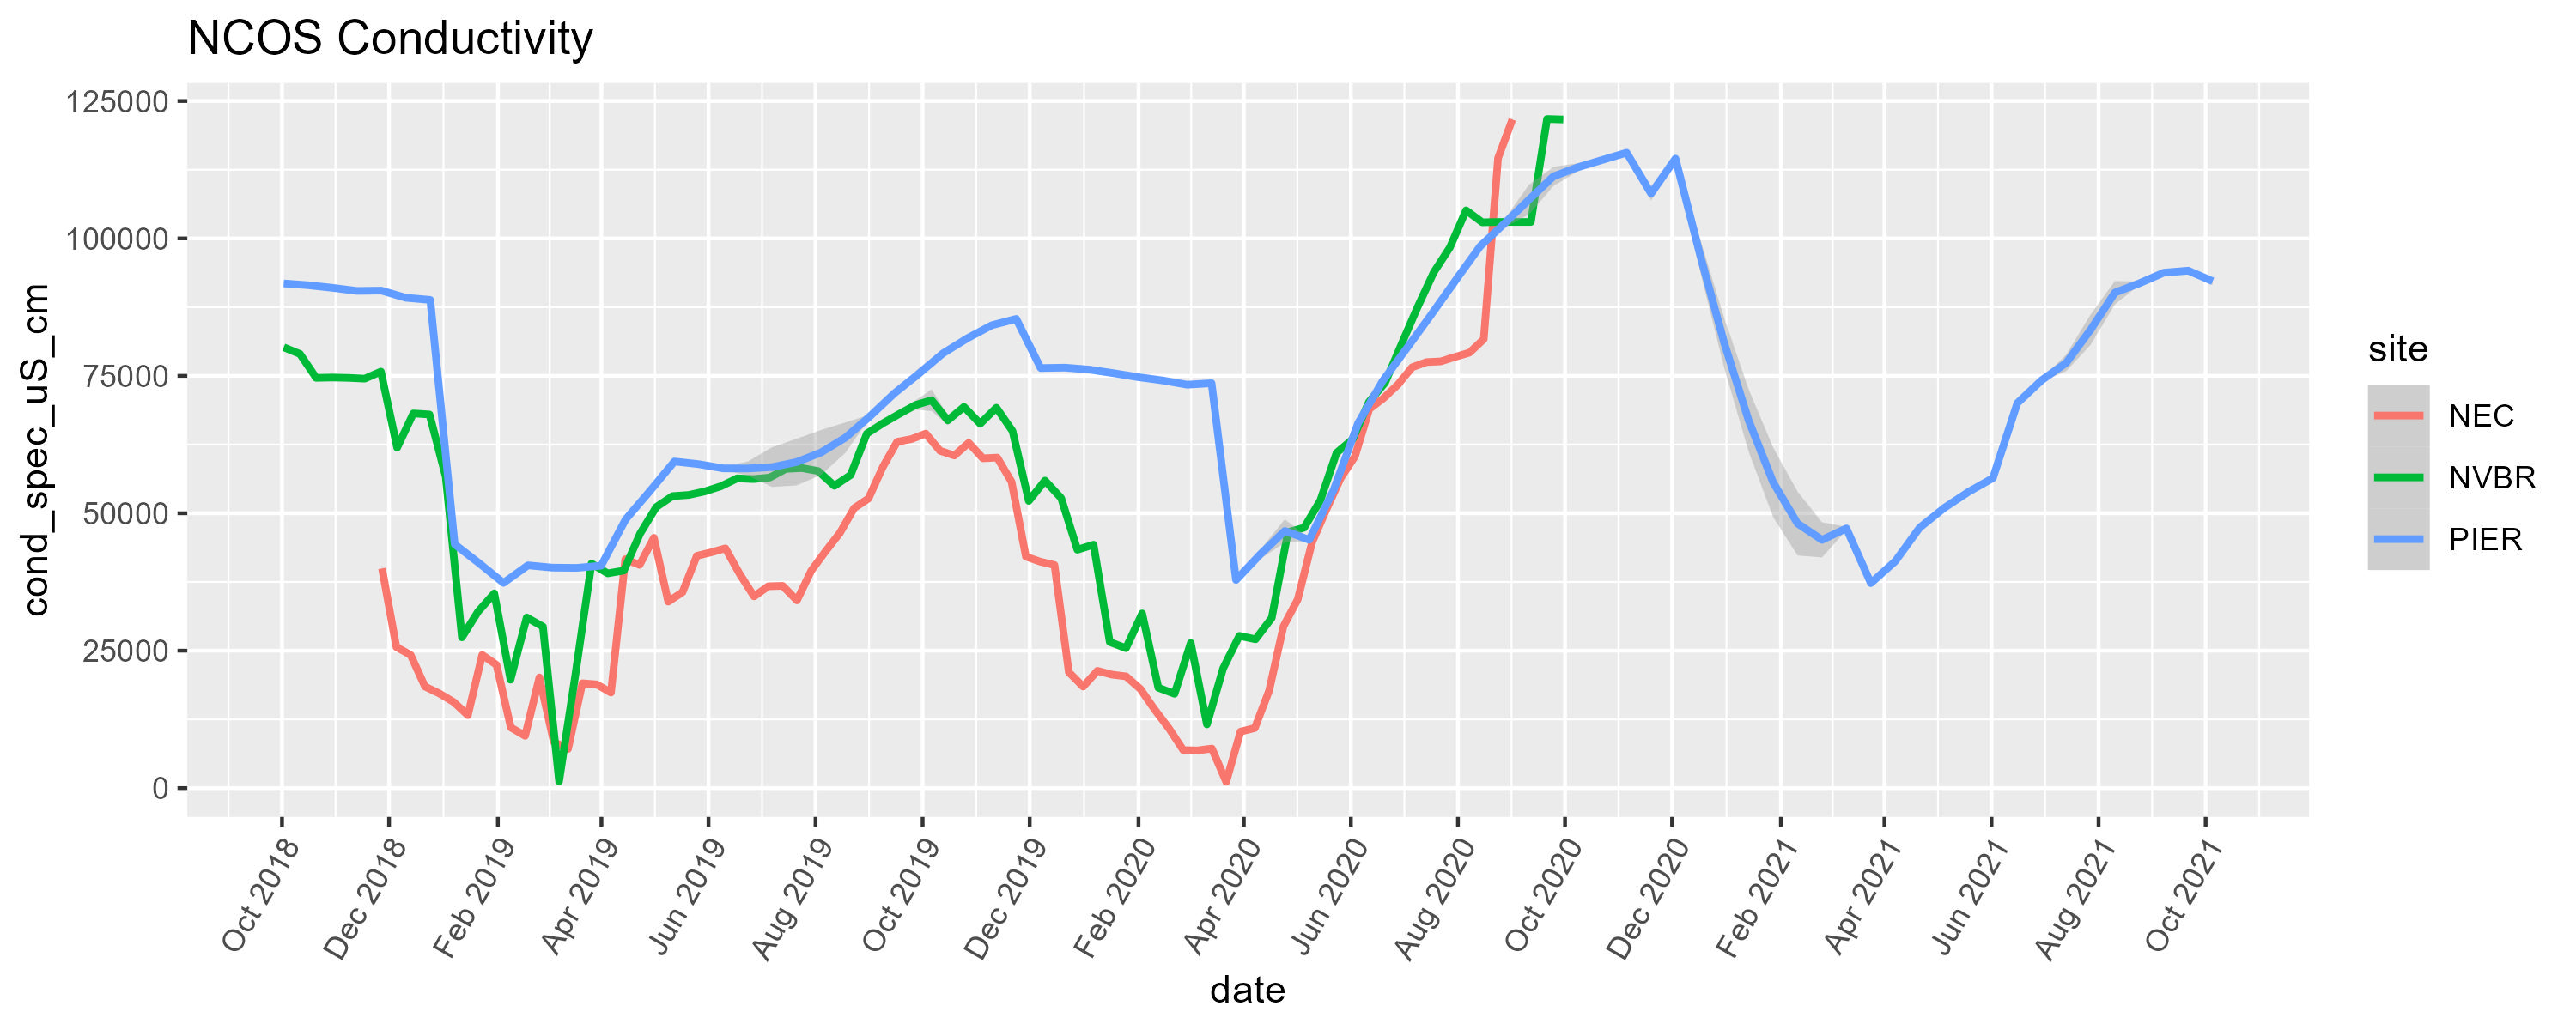 NCOS Conductivity
cond_spec_uS_cm
125000
100000
75000
50000
25000
0
Oct 2018
Dec 2018
Feb 2019
Apr 2019
Jun 2019
Aug 2019
Oct 2019
Dec 2019
Feb 2020
Apr 2020
Jun 2020
Aug 2020
Oct 2020
Dec 2020
Feb 2021
Apr 2021
Jun 2021
Aug 2021
Oct 2021
date
site
NEC
NVBR
PIER